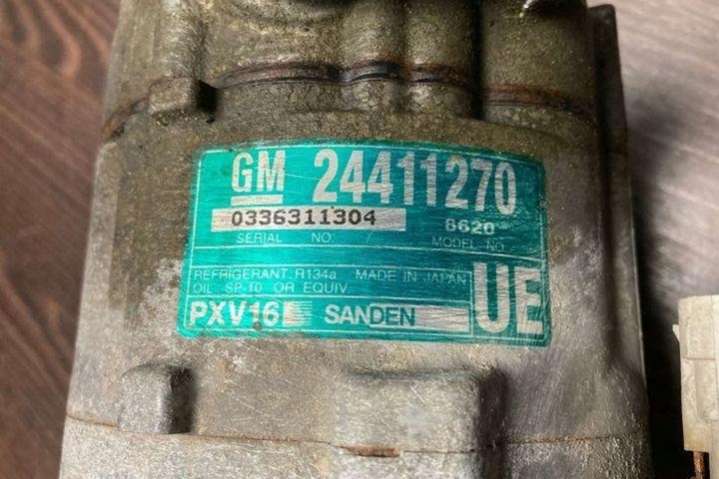 GM 24411270
0336311304 8620
SERIAL NO. MODEL NO.
REFRIGERANT R134a MADE IN JAPAN
OIL SP-10 OR EQUIV
PXV16 SANDEN UE